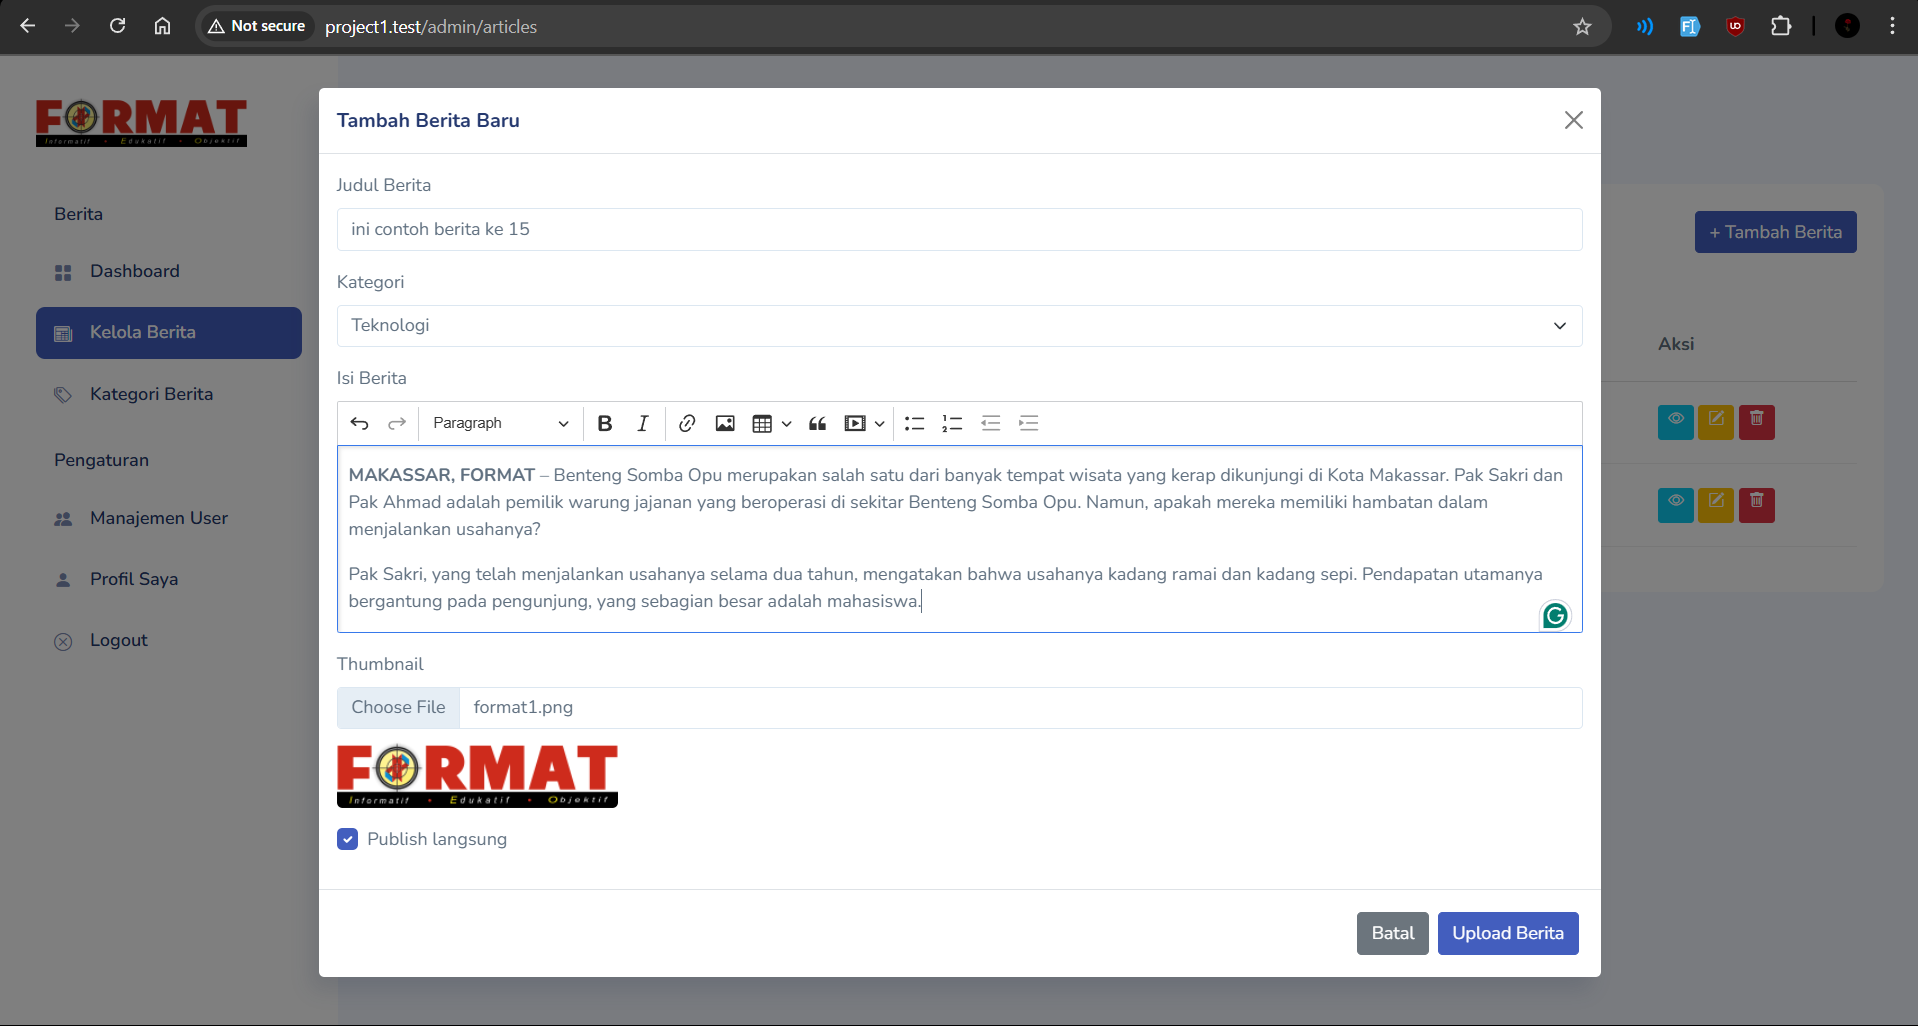 Not secure
project1.test/admin/articles
FORMAT
Informatif • Edukatif • Objektif
Berita
Dashboard
Kelola Berita
Kategori Berita
Pengaturan
Manajemen User
Profil Saya
Logout
+ Tambah Berita
Aksi
Tambah Berita Baru
Judul Berita
ini contoh berita ke 15
Kategori
Teknologi
Isi Berita
Paragraph
MAKASSAR, FORMAT – Benteng Somba Opu merupakan salah satu dari banyak tempat wisata yang kerap dikunjungi di Kota Makassar. Pak Sakri dan
Pak Ahmad adalah pemilik warung jajanan yang beroperasi di sekitar Benteng Somba Opu. Namun, apakah mereka memiliki hambatan dalam
menjalankan usahanya?
Pak Sakri, yang telah menjalankan usahanya selama dua tahun, mengatakan bahwa usahanya kadang ramai dan kadang sepi. Pendapatan utamanya
bergantung pada pengunjung, yang sebagian besar adalah mahasiswa.
Thumbnail
Choose File format1.png
FORMAT
Informatif • Edukatif • Objektif
Publish langsung
Batal
Upload Berita